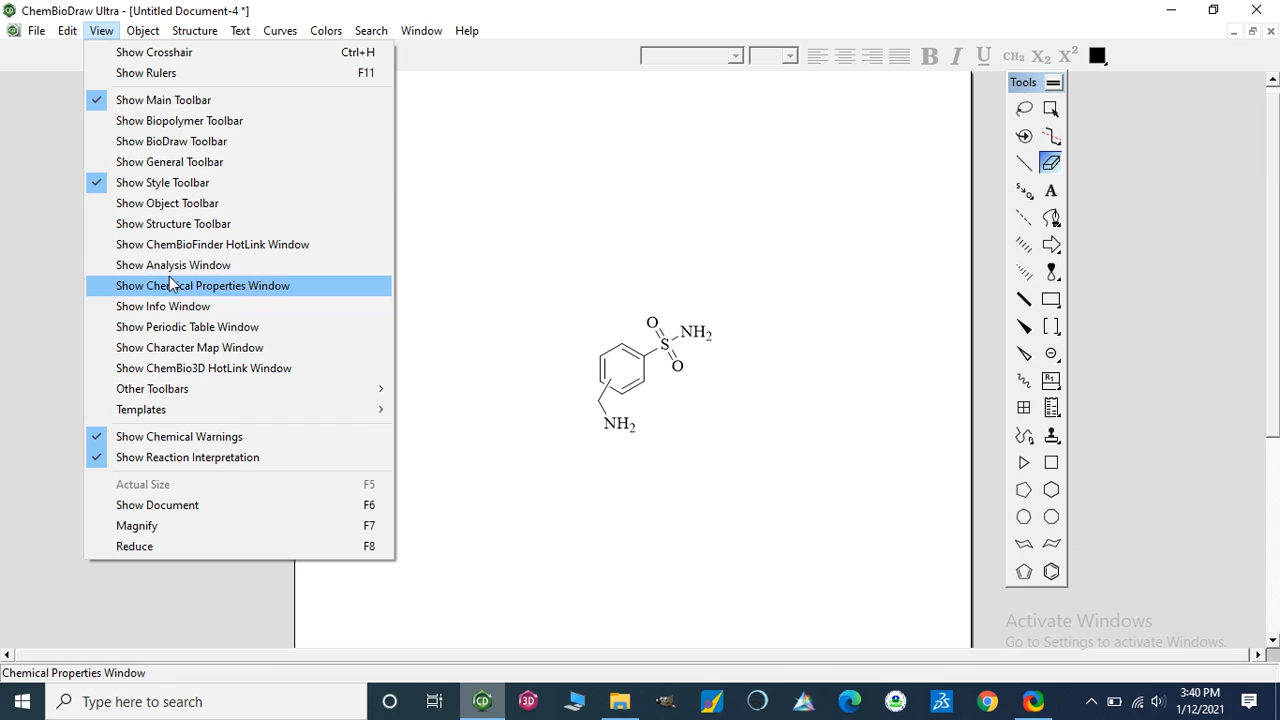 ChemBioDraw Ultra - [Untitled Document-4 *]
File Edit View Object Structure Text Curves Colors Search Window Help
Show Crosshair Ctrl+H
Show Rulers F11
Show Main Toolbar
Show Biopolymer Toolbar
Show BioDraw Toolbar
Show General Toolbar
Show Style Toolbar
Show Object Toolbar
Show Structure Toolbar
Show ChemBioFinder HotLink Window
Show Analysis Window
Show Chemical Properties Window
Show Info Window
Show Periodic Table Window
Show Character Map Window
Show ChemBio3D HotLink Window
Other Toolbars
Templates
Show Chemical Warnings
Show Reaction Interpretation
Actual Size F5
Show Document F6
Magnify F7
Reduce F8
B I U CH2 X2 X2
Tools
A
R1
O
S NH2
O
NH2
Activate Windows
Go to Settings to activate Windows.
Chemical Properties Window
Type here to search
3:40 PM
1/12/2021